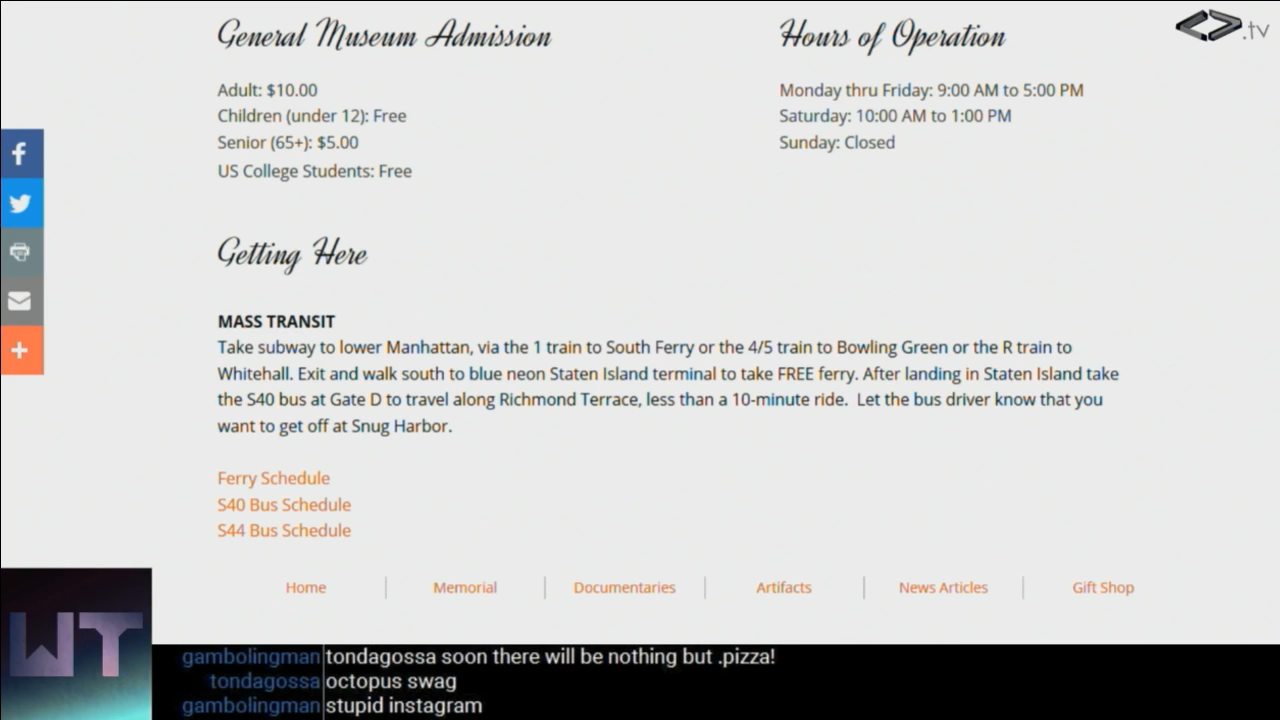 General Museum Admission
Adult: $10.00
Children (under 12): Free
Senior (65+): $5.00
US College Students: Free
Hours of Operation
Monday thru Friday: 9:00 AM to 5:00 PM
Saturday: 10:00 AM to 1:00 PM
Sunday: Closed
Getting Here
MASS TRANSIT
Take subway to lower Manhattan, via the 1 train to South Ferry or the 4/5 train to Bowling Green or the R train to
Whitehall. Exit and walk south to blue neon Staten Island terminal to take FREE ferry. After landing in Staten Island take
the S40 bus at Gate D to travel along Richmond Terrace, less than a 10-minute ride. Let the bus driver know that you
want to get off at Snug Harbor.
Ferry Schedule
S40 Bus Schedule
S44 Bus Schedule
Home | Memorial | Documentaries | Artifacts | News Articles | Gift Shop
<>.tv
WT
gambolingman tondagossa soon there will be nothing but .pizza!
tondagossa octopus swag
gambolingman stupid instagram